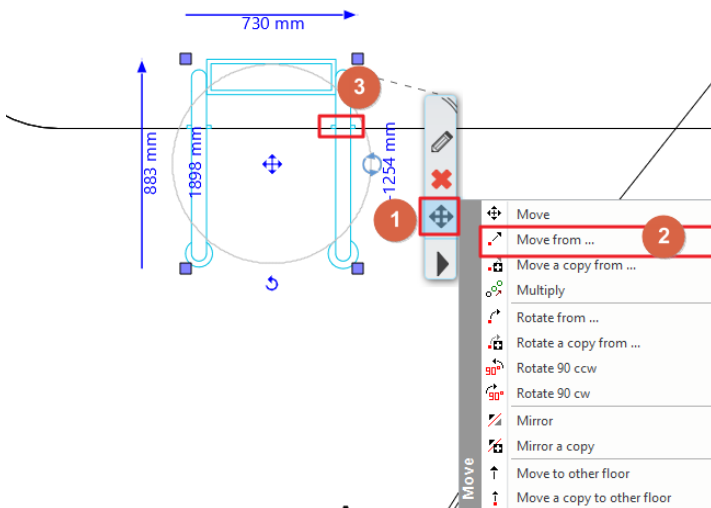 730 mm
3
883 mm
1898 mm
-1254 mm
1
Move
Move from ...
2
Move a copy from ...
Multiply
Rotate from ...
Rotate a copy from ...
90° Rotate 90 ccw
90° Rotate 90 cw
Mirror
Mirror a copy
Move to other floor
Move a copy to other floor
Move